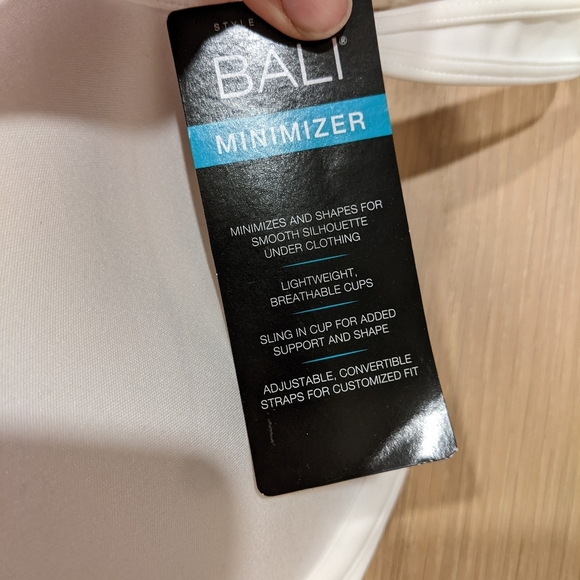 STYLE
BALI®
MINIMIZER
MINIMIZES AND SHAPES FOR
SMOOTH SILHOUETTE
UNDER CLOTHING
LIGHTWEIGHT,
BREATHABLE CUPS
SLING IN CUP FOR ADDED
SUPPORT AND SHAPE
ADJUSTABLE, CONVERTIBLE
STRAPS FOR CUSTOMIZED FIT